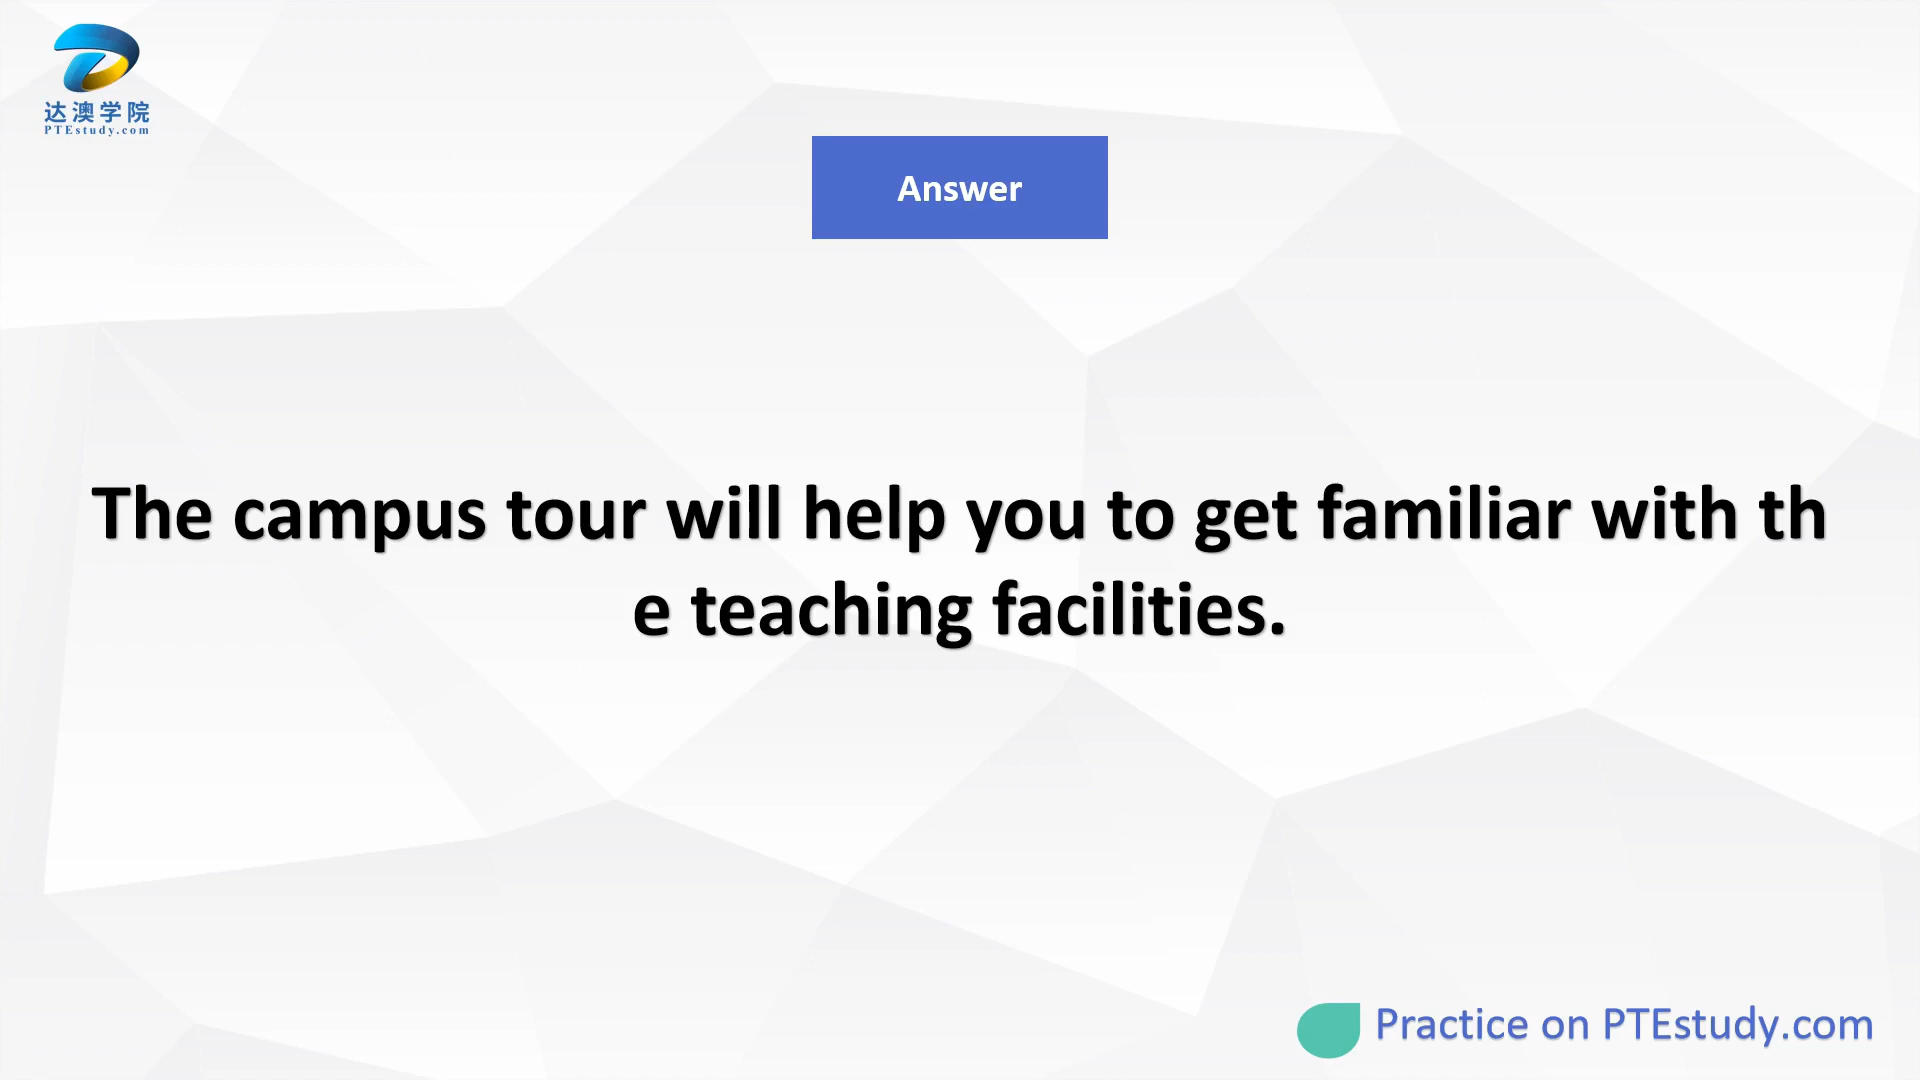 达澳学院
PTEstudy.com
Answer
The campus tour will help you to get familiar with th
e teaching facilities.
Practice on PTEstudy.com